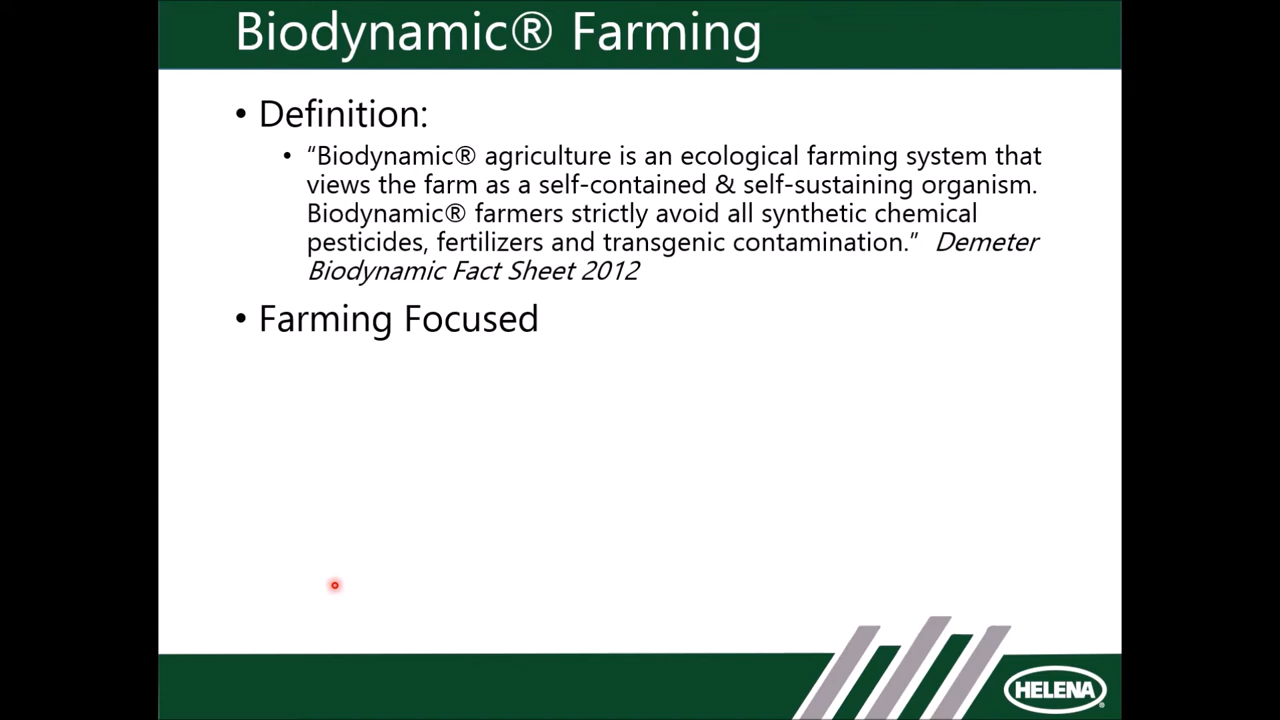 Biodynamic® Farming
• Definition:
• “Biodynamic® agriculture is an ecological farming system that
views the farm as a self-contained & self-sustaining organism.
Biodynamic® farmers strictly avoid all synthetic chemical
pesticides, fertilizers and transgenic contamination.” Demeter
Biodynamic Fact Sheet 2012
• Farming Focused
HELENA®